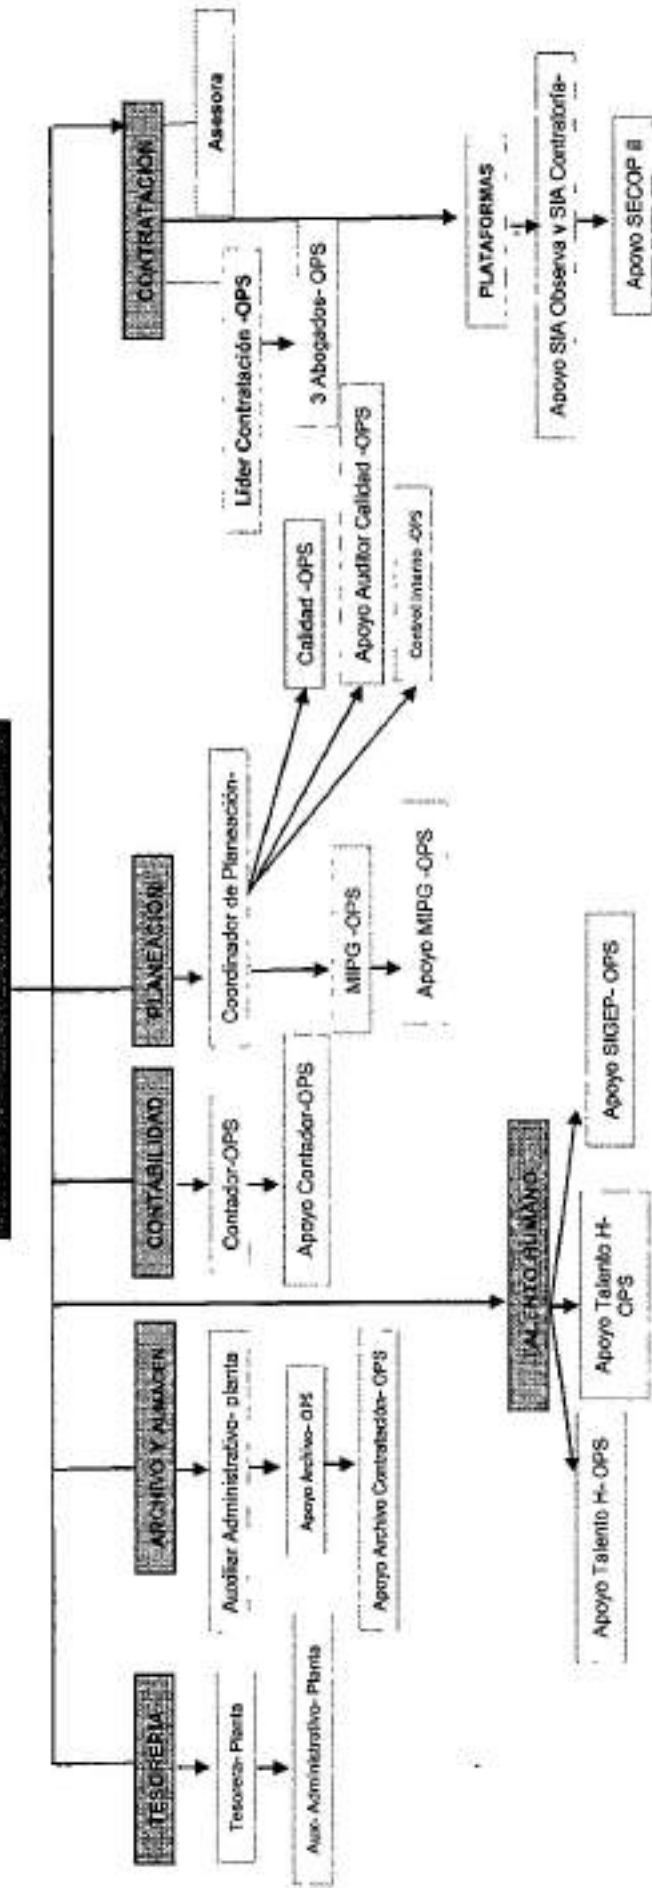 TESORERIA
ARCHIVO Y ALMACEN
CONTABILIDAD
PLANEACION
CONTRATACION
Tesorera- Planta
Aux- Administrativo- Planta
Auxiliar Administrativo- planta
Apoyo Archivo- OPS
Apoyo Archivo Contratación- OPS
Contador-OPS
Apoyo Contador-OPS
Coordinador de Planeación-
MIPG -OPS
Apoyo MIPG -OPS
Calidad -OPS
Apoyo Auditor Calidad -OPS
Control Interno -OPS
Líder Contratación -OPS
3 Abogados- OPS
Asesora
PLATAFORMAS
Apoyo SIA Observa y SIA Contraloría-
Apoyo SECOP II
TALENTO HUMANO
Apoyo Talento H- OPS
Apoyo Talento H-
OPS
Apoyo SIGEP- OPS